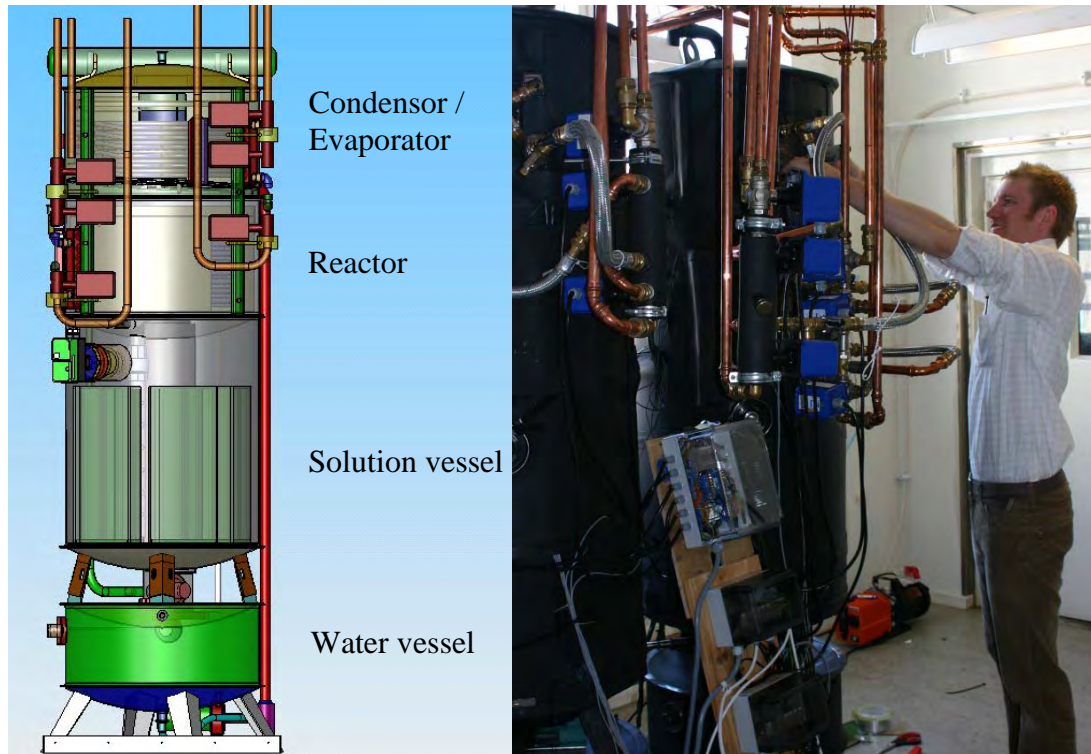 Condensor /
Evaporator
Reactor
Solution vessel
Water vessel